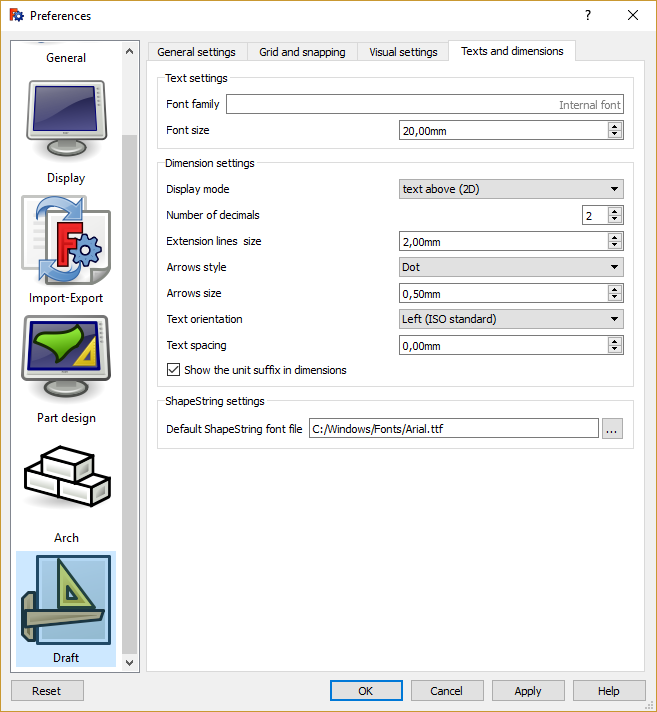 Preferences
?
General
Display
Import-Export
Part design
Arch
Draft
General settings
Grid and snapping
Visual settings
Texts and dimensions
Text settings
Font family Internal font
Font size 20,00mm
Dimension settings
Display mode text above (2D)
Number of decimals 2
Extension lines size 2,00mm
Arrows style Dot
Arrows size 0,50mm
Text orientation Left (ISO standard)
Text spacing 0,00mm
Show the unit suffix in dimensions
ShapeString settings
Default ShapeString font file C:/Windows/Fonts/Arial.ttf ...
Reset OK Cancel Apply Help